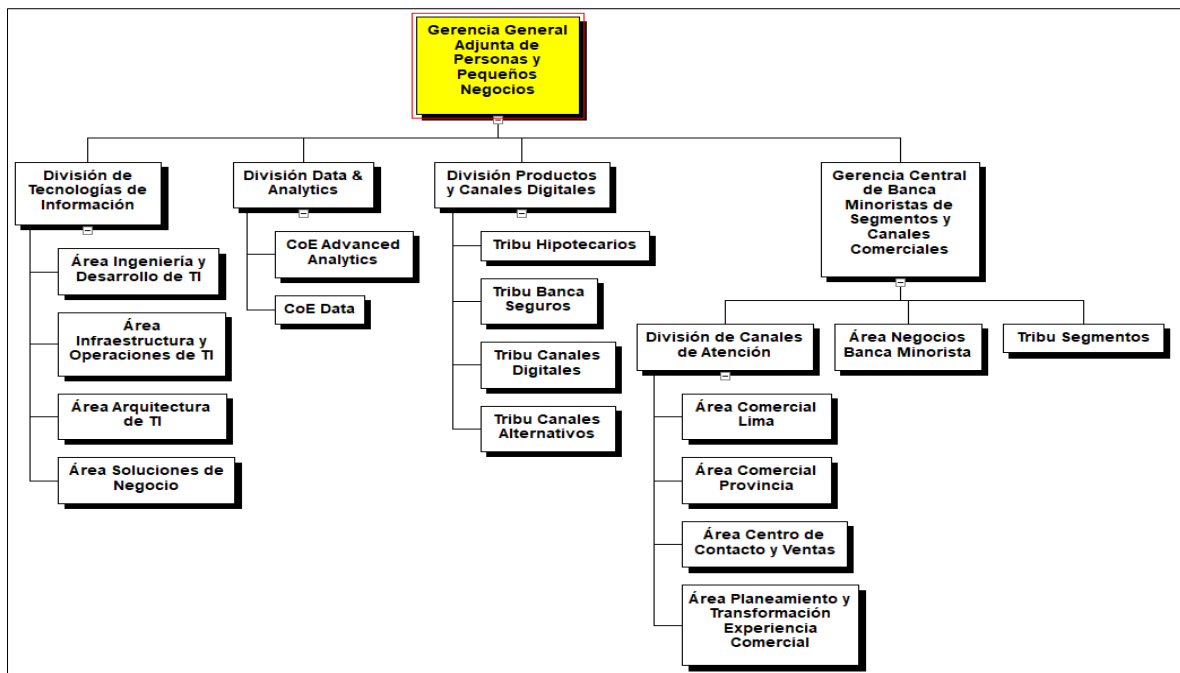 Gerencia General
Adjunta de
Personas y
Pequeños
Negocios
División de
Tecnologías de
Información
Área Ingeniería y
Desarrollo de TI
Área
Infraestructura y
Operaciones de TI
Área Arquitectura
de TI
Área Soluciones de
Negocio
División Data &
Analytics
CoE Advanced
Analytics
CoE Data
División Productos
y Canales Digitales
Tribu Hipotecarios
Tribu Banca
Seguros
Tribu Canales
Digitales
Tribu Canales
Alternativos
Gerencia Central
de Banca
Minoristas de
Segmentos y
Canales
Comerciales
División de Canales
de Atención
Área Comercial
Lima
Área Comercial
Provincia
Área Centro de
Contacto y Ventas
Área Planeamiento y
Transformación
Experiencia
Comercial
Área Negocios
Banca Minorista
Tribu Segmentos